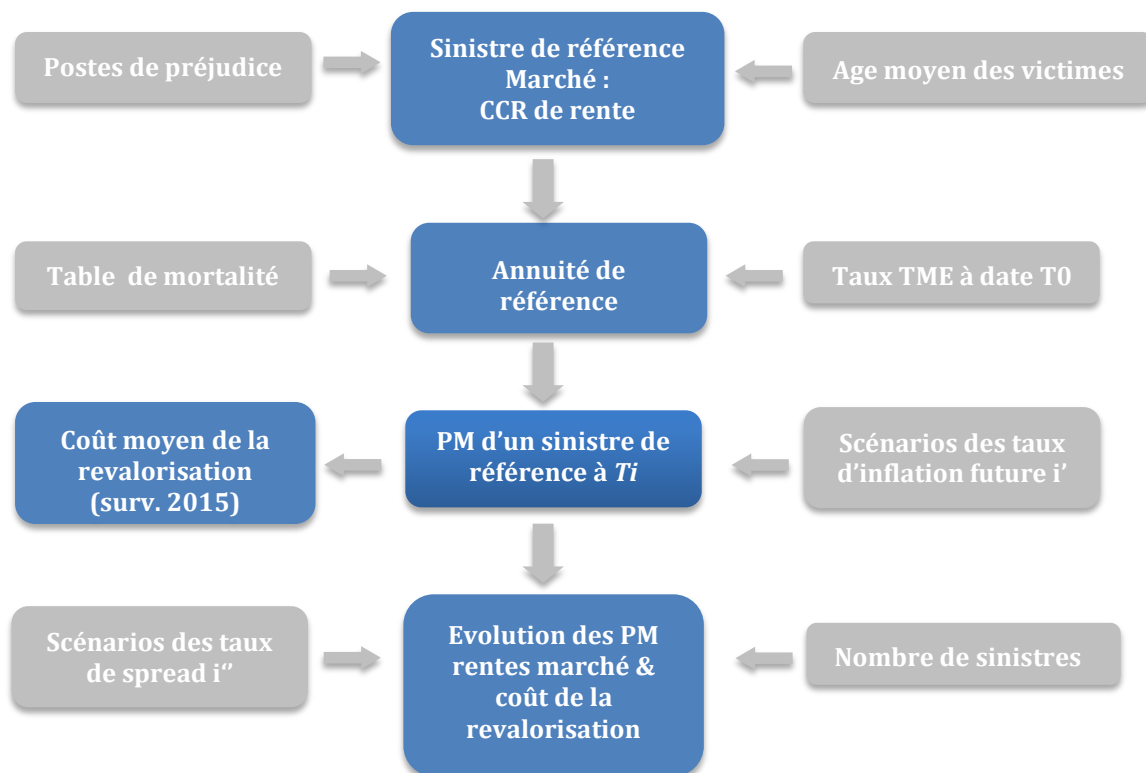 Postes de préjudice
Sinistre de référence
Marché :
CCR de rente
Age moyen des victimes
Table de mortalité
Annuité de
référence
Taux TME à date T0
Coût moyen de la
revalorisation
(surv. 2015)
PM d'un sinistre de
référence à Ti
Scénarios des taux
d'inflation future i'
Scénarios des taux
de spread i‘’
Evolution des PM
rentes marché &
coût de la
revalorisation
Nombre de sinistres